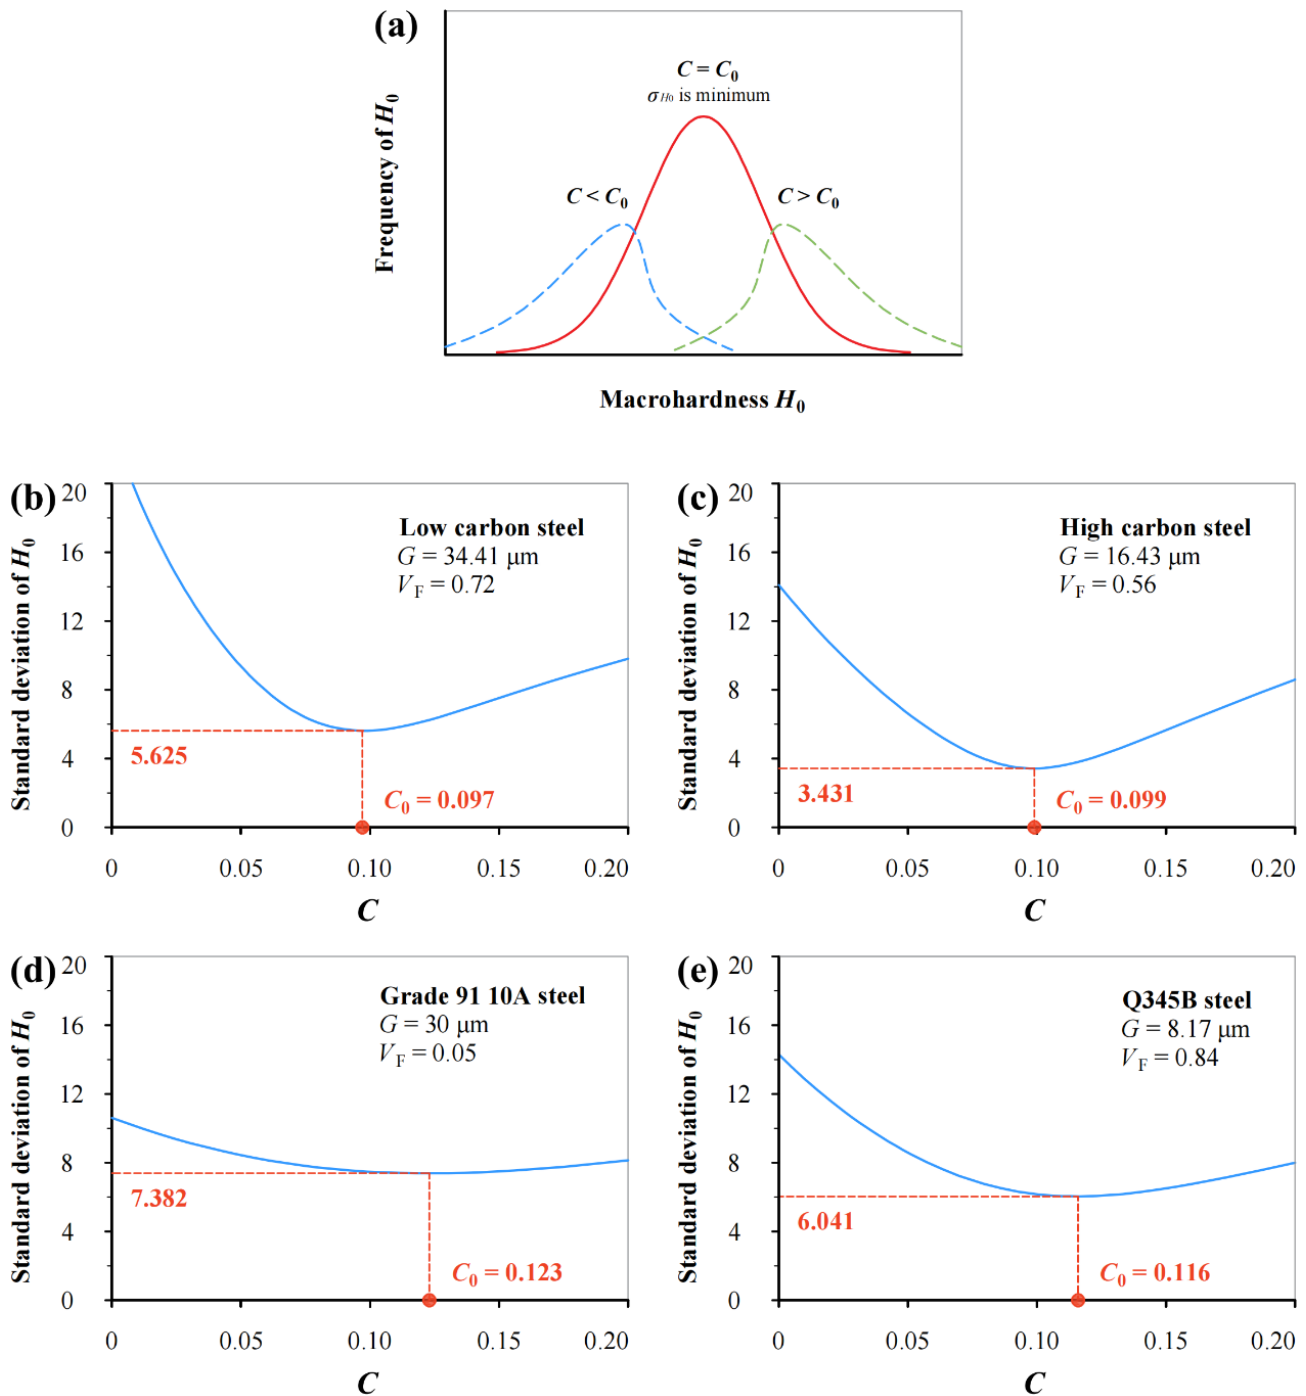 (a)
Frequency of H0
C = C0
σH0 is minimum
C < C0
C > C0
Macrohardness H0
(b)
Standard deviation of H0
20
16
12
8
4
0
Low carbon steel
G = 34.41 μm
VF = 0.72
5.625
C0 = 0.097
0 0.05 0.10 0.15 0.20
C
(c)
Standard deviation of H0
20
16
12
8
4
0
High carbon steel
G = 16.43 μm
VF = 0.56
3.431
C0 = 0.099
0 0.05 0.10 0.15 0.20
C
(d)
Standard deviation of H0
20
16
12
8
4
0
Grade 91 10A steel
G = 30 μm
VF = 0.05
7.382
C0 = 0.123
0 0.05 0.10 0.15 0.20
C
(e)
Standard deviation of H0
20
16
12
8
4
0
Q345B steel
G = 8.17 μm
VF = 0.84
6.041
C0 = 0.116
0 0.05 0.10 0.15 0.20
C